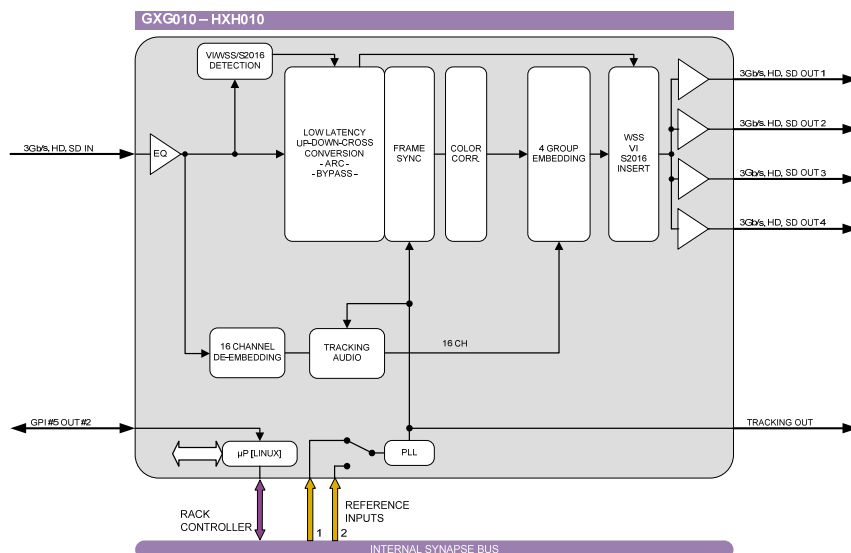 GXG010 – HXH010
VI/WSS/S2016
DETECTION
3Gb/s, HD, SD IN
EQ
LOW LATENCY
UP-DOWN-CROSS
CONVERSION
- ARC -
- BYPASS -
FRAME
SYNC
COLOR
CORR.
4 GROUP
EMBEDDING
WSS
VI
S2016
INSERT
3Gb/s, HD, SD OUT 1
3Gb/s, HD, SD OUT 2
3Gb/s, HD, SD OUT 3
3Gb/s, HD, SD OUT 4
16 CHANNEL
DE-EMBEDDING
TRACKING
AUDIO
16 CH
GPI #5 OUT #2
TRACKING OUT
µP [LINUX]
PLL
RACK
CONTROLLER
1
2
REFERENCE
INPUTS
INTERNAL SYNAPSE BUS